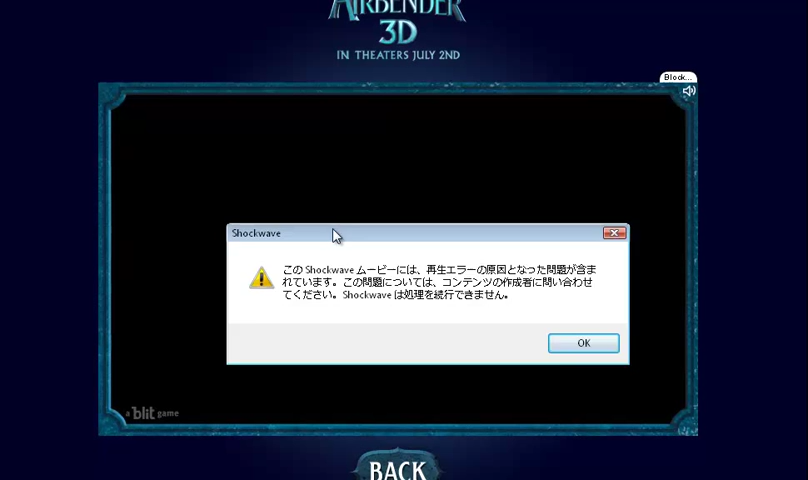 AIRBENDER
3D
IN THEATERS JULY 2ND
Block...
Shockwave
この Shockwave ムービーには、再生エラーの原因となった問題が含ま
れています。この問題については、コンテンツの作成者に問い合わせ
てください。Shockwave は処理を続行できません。
OK
a blit game
BACK